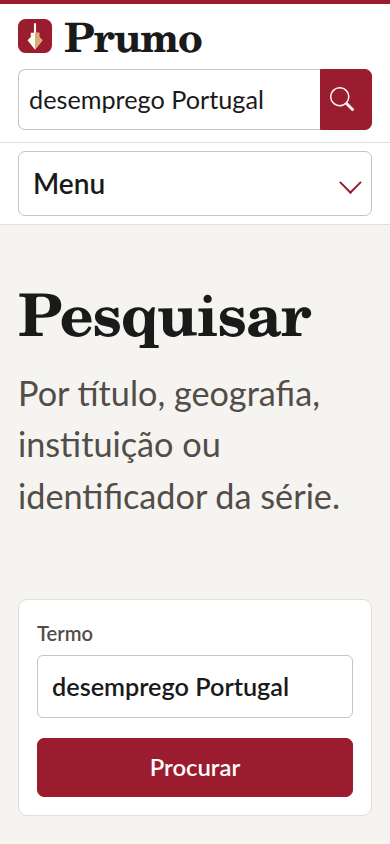 Prumo
desemprego Portugal
Menu
Pesquisar
Por título, geografia,
instituição ou
identificador da série.
Termo
desemprego Portugal
Procurar